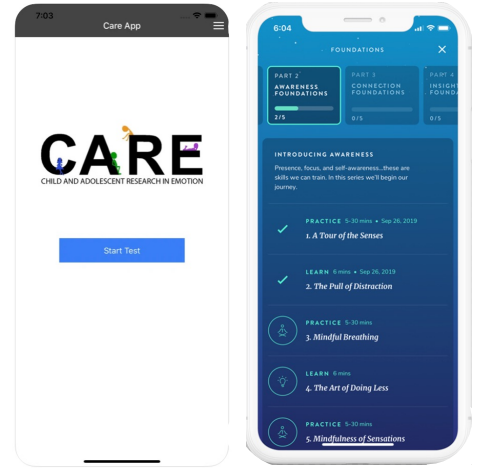 7:03
Care App
CARE
CHILD AND ADOLESCENT RESEARCH IN EMOTION
Start Test
6:04
FOUNDATIONS
PART 2
AWARENESS
FOUNDATIONS
2/5
PART 3
CONNECTION
FOUNDATIONS
0/5
PART 4
INSIGHT
FOUNDA
0/5
INTRODUCING AWARENESS
Presence, focus, and self-awareness...these are
skills we can train. In this series we'll begin our
journey.
PRACTICE 5-30 mins • Sep 26, 2019
1. A Tour of the Senses
LEARN 6 mins • Sep 26, 2019
2. The Pull of Distraction
PRACTICE 5-30 mins
3. Mindful Breathing
LEARN 6 mins
4. The Art of Doing Less
PRACTICE 5-30 mins
5. Mindfulness of Sensations